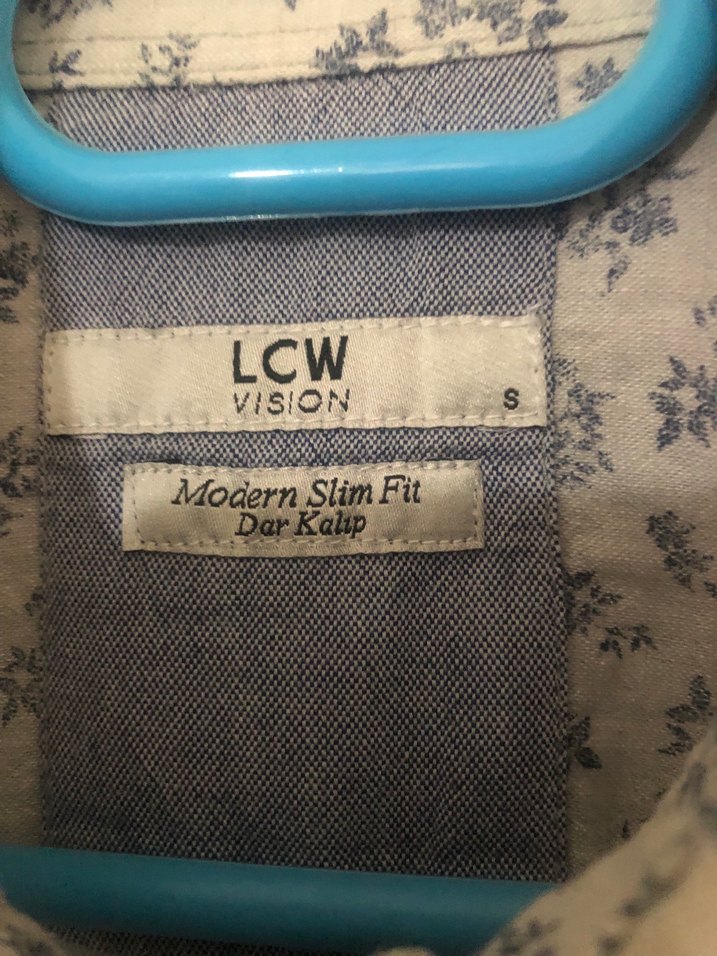 LCW
VISION
S
Modern Slim Fit
Dar Kalıp